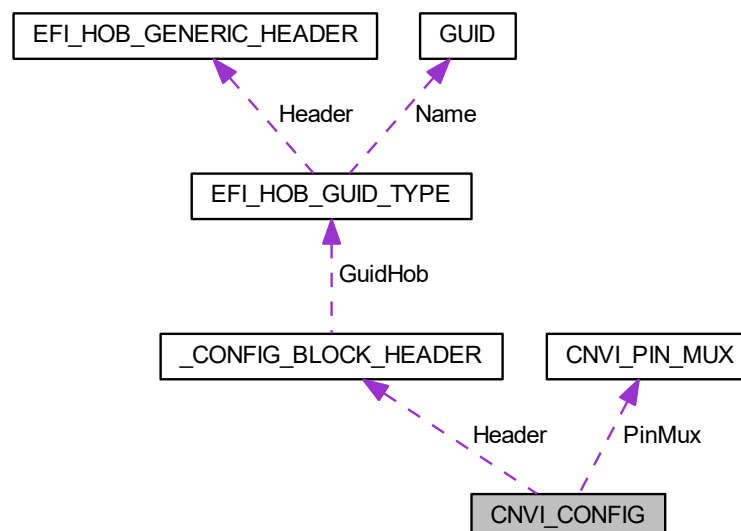 EFI_HOB_GENERIC_HEADER
GUID
Header
Name
EFI_HOB_GUID_TYPE
GuidHob
_CONFIG_BLOCK_HEADER
CNVI_PIN_MUX
Header
PinMux
CNVI_CONFIG